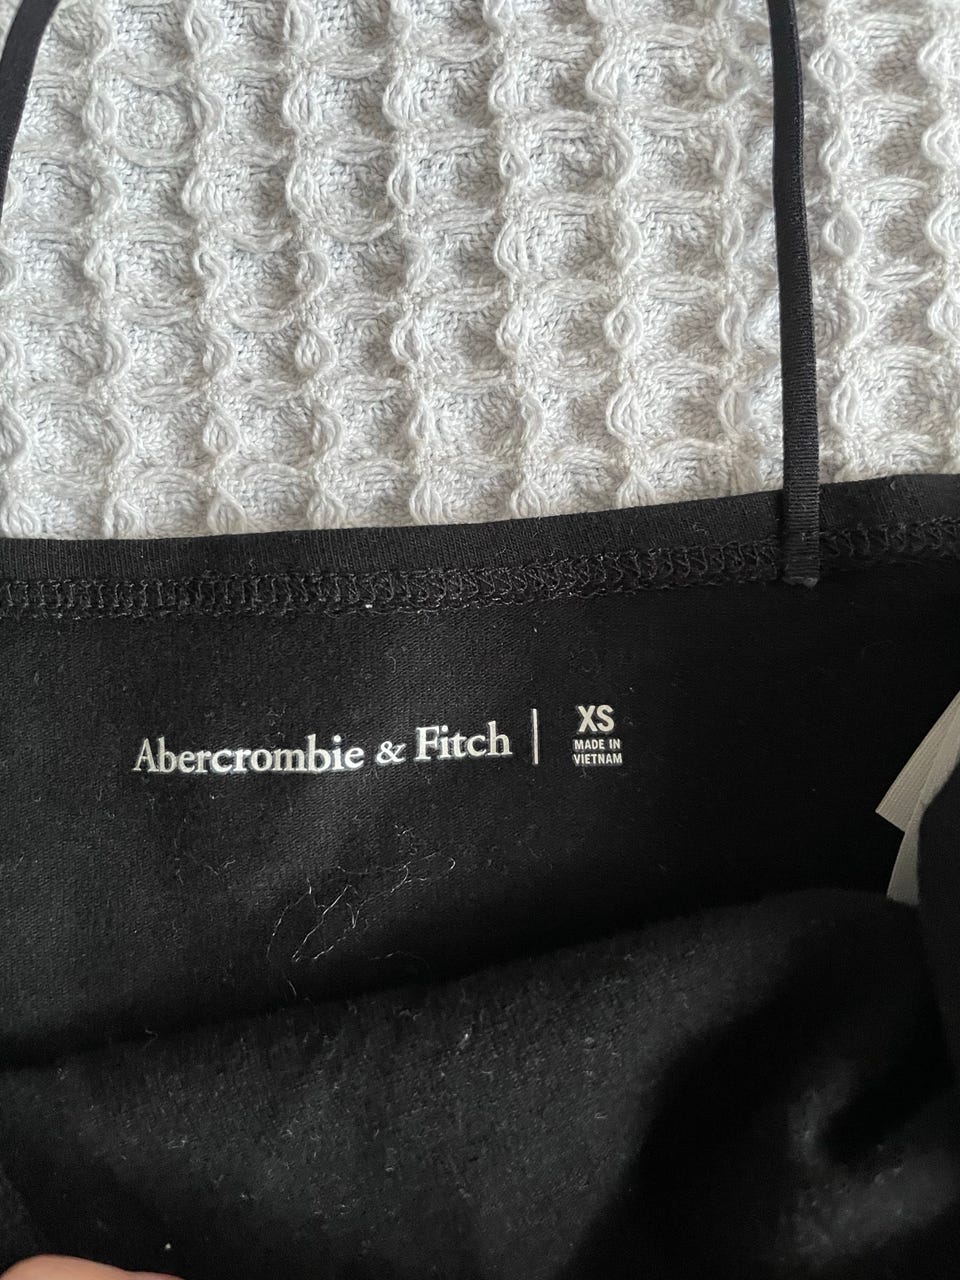 Abercrombie & Fitch | XS
MADE IN
VIETNAM